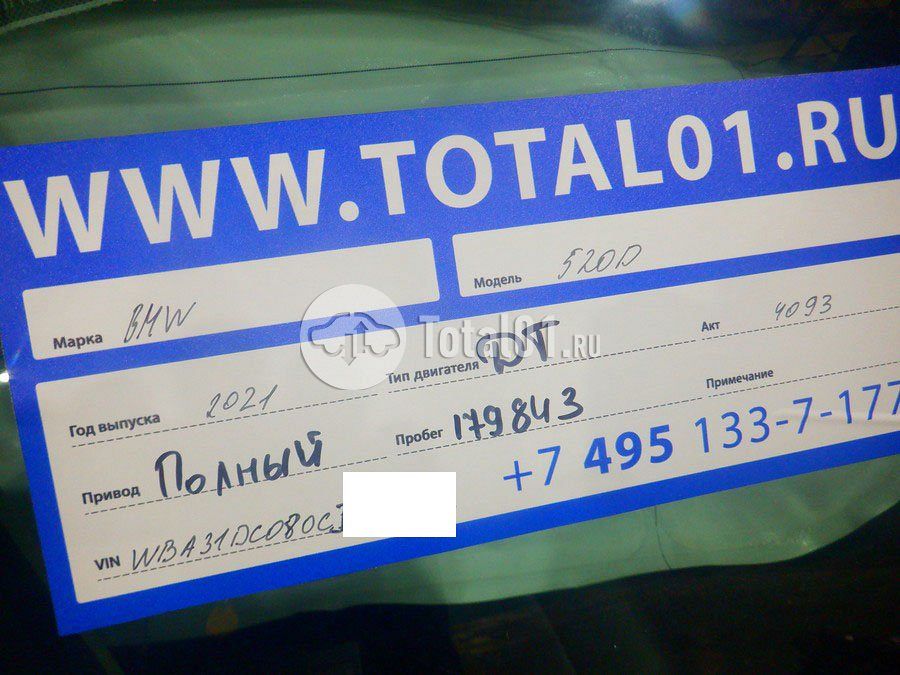 WWW.TOTAL01.RU
Марка BMW Модель 520D
Total01.RU
Год выпуска 2021 Тип двигателя DT Акт 4093
Привод Полный Пробег 179843 Примечание
+7 495 133-7-177
VIN WBA31DC080C